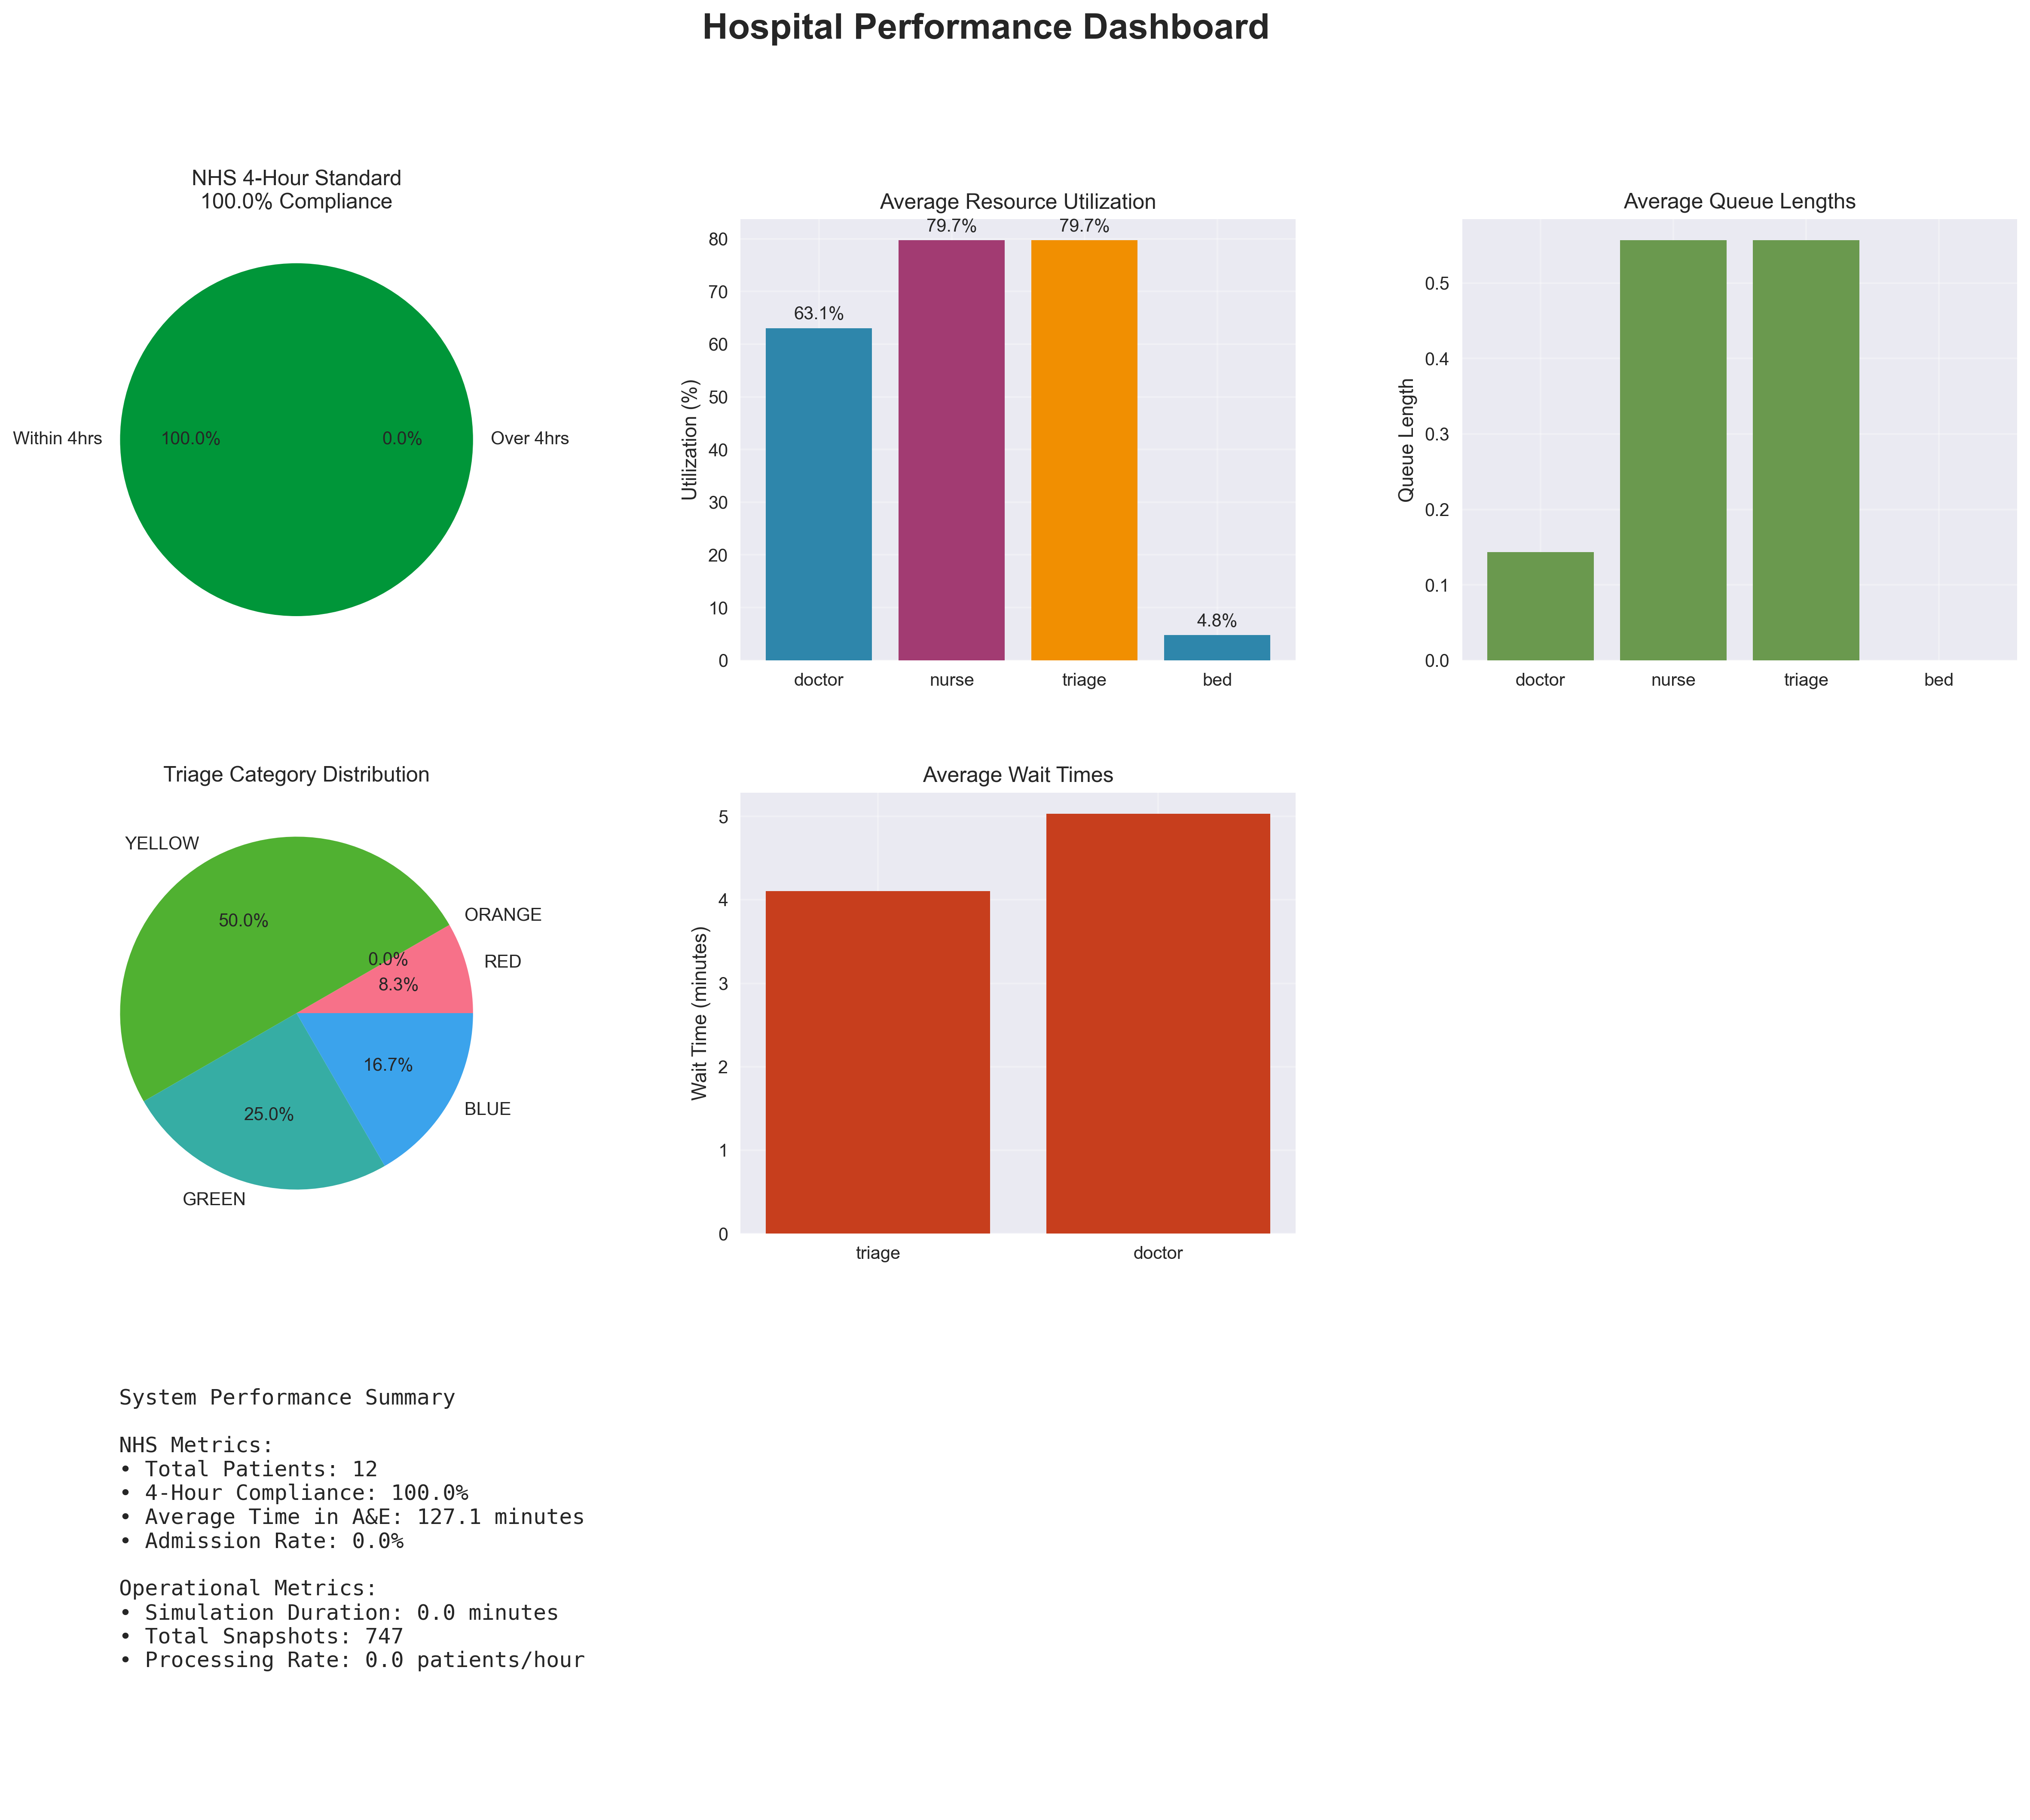 Hospital Performance Dashboard
NHS 4-Hour Standard
100.0% Compliance
Within 4hrs
100.0%
0.0%
Over 4hrs
Average Resource Utilization
Utilization (%)
80
70
60
50
40
30
20
10
0
63.1%
79.7%
79.7%
4.8%
doctor
nurse
triage
bed
Average Queue Lengths
Queue Length
0.5
0.4
0.3
0.2
0.1
0.0
doctor
nurse
triage
bed
Triage Category Distribution
YELLOW
50.0%
ORANGE
0.0%
RED
8.3%
16.7%
BLUE
25.0%
GREEN
Average Wait Times
Wait Time (minutes)
5
4
3
2
1
0
triage
doctor
System Performance Summary
NHS Metrics:
• Total Patients: 12
• 4-Hour Compliance: 100.0%
• Average Time in A&E: 127.1 minutes
• Admission Rate: 0.0%
Operational Metrics:
• Simulation Duration: 0.0 minutes
• Total Snapshots: 747
• Processing Rate: 0.0 patients/hour